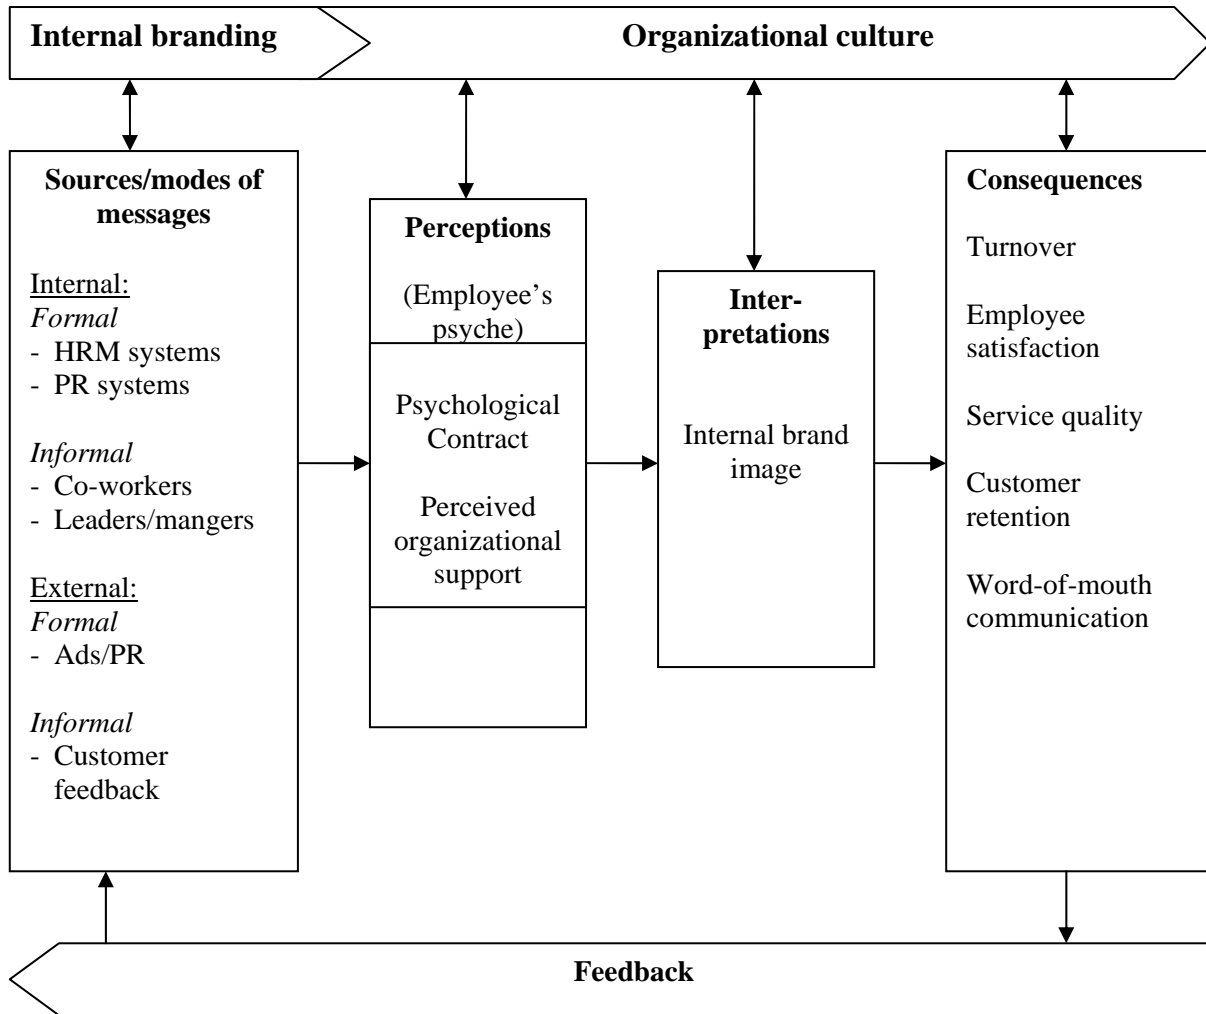 Internal branding
Organizational culture
Sources/modes of
messages
Internal:
Formal
- HRM systems
- PR systems
Informal
- Co-workers
- Leaders/mangers
External:
Formal
- Ads/PR
Informal
- Customer
feedback
Perceptions
(Employee’s
psyche)
Psychological
Contract
Perceived
organizational
support
Inter-
pretations
Internal brand
image
Consequences
Turnover
Employee
satisfaction
Service quality
Customer
retention
Word-of-mouth
communication
Feedback